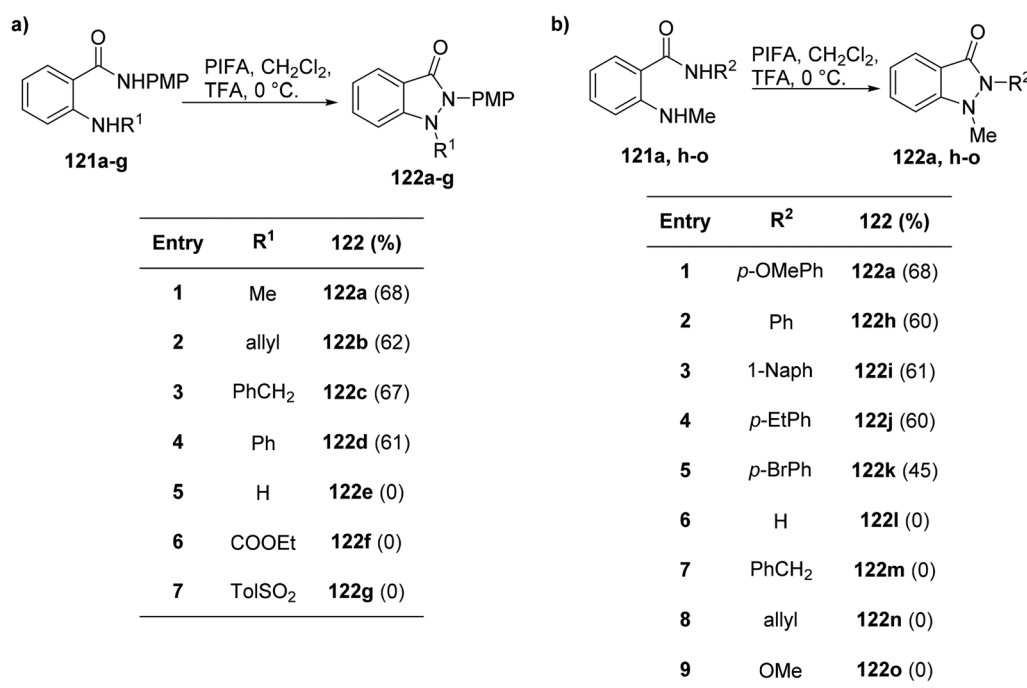 a)
O
NHPMP
NHR¹
121a-g
PIFA, CH₂Cl₂,
TFA, 0 °C.
O
N-PMP
N
R¹
122a-g
Entry R¹ 122 (%)
1 Me 122a (68)
2 allyl 122b (62)
3 PhCH₂ 122c (67)
4 Ph 122d (61)
5 H 122e (0)
6 COOEt 122f (0)
7 TolSO₂ 122g (0)
b)
O
NHR²
NHMe
121a, h-o
PIFA, CH₂Cl₂,
TFA, 0 °C.
O
N-R²
N
Me
122a, h-o
Entry R² 122 (%)
1 p-OMePh 122a (68)
2 Ph 122h (60)
3 1-Naph 122i (61)
4 p-EtPh 122j (60)
5 p-BrPh 122k (45)
6 H 122l (0)
7 PhCH₂ 122m (0)
8 allyl 122n (0)
9 OMe 122o (0)